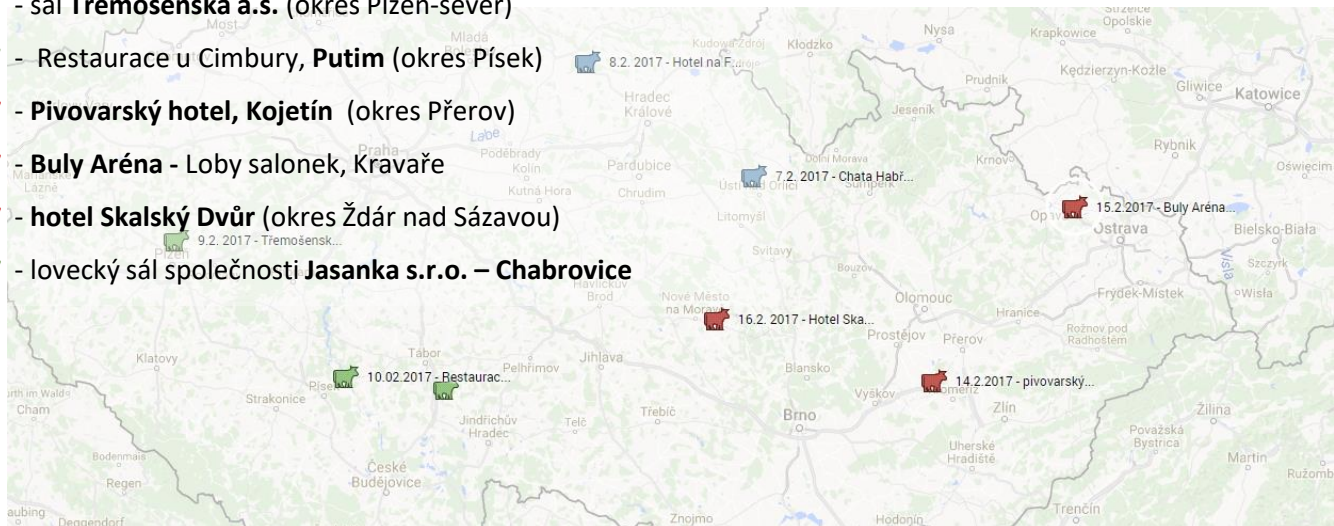 - sál Třemošenská a.s. (okres Plzeň-sever)
- Restaurace u Cimbury, Putim (okres Písek)
- Pivovarský hotel, Kojetín (okres Přerov)
- Buly Aréna - Loby salonek, Kravaře
- hotel Skalský Dvůr (okres Ždár nad Sázavou)
- lovecký sál společnosti Jasanka s.r.o. – Chabrovice
8.2. 2017 - Hotel na F...
7.2. 2017 - Chata Habř...
15.2.2017 - Buly Aréna...
9.2. 2017 - Třemošensk...
16.2. 2017 - Hotel Ska...
10.02.2017 - Restaurac...
14.2.2017 - pivovarský...
Strzelce
Opolskie
Nysa
Krapkowice
Most
Mladá
Kudowa-Zdrój
Kłodzko
Kędzierzyn-Koźle
Prudnik
Gliwice
Katowice
Hradec
Králové
Jeseník
Labe
Praha
Poděbrady
Kolín
Rybnik
Pardubice
Dolní Morava
Krnov
Oświęcim
Lázně
Kutná Hora
Chrudim
Ústí nad Orlicí
Šumperk
Litomyšl
Ostrava
Bielsko-Biała
Plzeň
Svitavy
Visla
Szczyrk
Bouzov
Havlíčkův
Brod
Nové Město
na Moravě
Olomouc
Frýdek-Místek
Wisła
Hranice
Prostějov
Přerov
Rožnov pod
Radhoštěm
Klatovy
Tábor
Pelhřimov
Jihlava
Blansko
Strakonice
Vyškov
Cham
Zlín
Žilina
Jindřichův
Hradec
Telč
Třebíč
Brno
Považská
Bystrica
Uherské
Hradiště
Bodenmais
Regen
České
Budějovice
Martin
Ružomb
Trenčín
Deggendorf
Znojmo
Hodonín